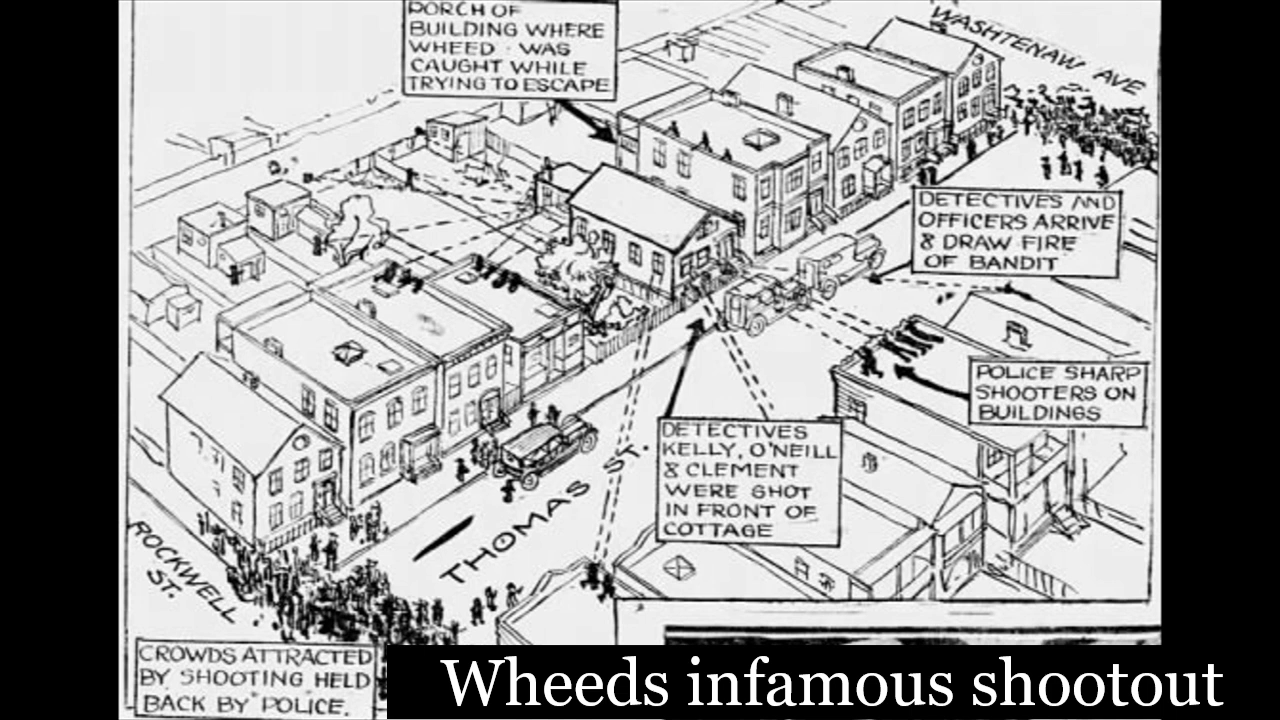 PORCH OF
BUILDING WHERE
WHEED WAS
CAUGHT WHILE
TRYING TO ESCAPE
WASHTENAW AVE
DETECTIVES AND
OFFICERS ARRIVE
& DRAW FIRE
OF BANDIT
POLICE SHARP
SHOOTERS ON
BUILDINGS
DETECTIVES
KELLY, O'NEILL
& CLEMENT
WERE SHOT
IN FRONT OF
COTTAGE
THOMAS ST.
ROCKWELL
ST.
CROWDS ATTRACTED
BY SHOOTING HELD
BACK BY POLICE.
Wheeds infamous shootout